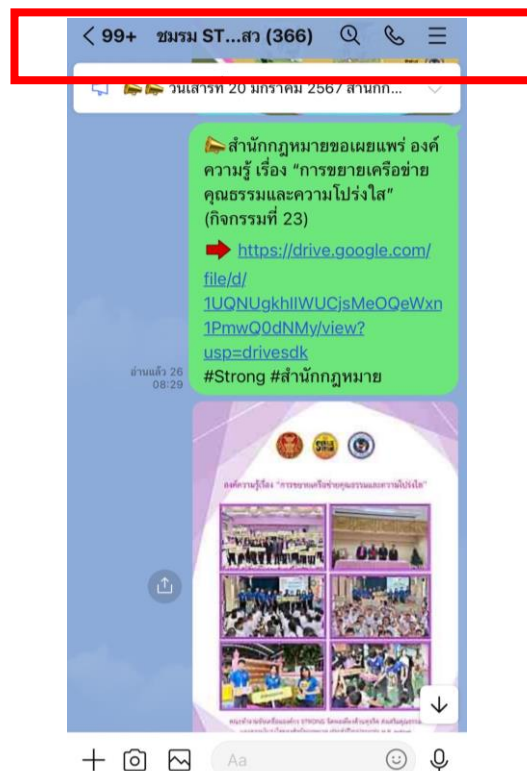 < 99+ ชมรม ST...สว (366)
วันเสาร์ที่ 20 มกราคม 2567 สำนักก...
สำนักกฎหมายขอเผยแพร่ องค์
ความรู้ เรื่อง “การขยายเครือข่าย
คุณธรรมและความโปร่งใส”
(กิจกรรมที่ 23)
https://drive.google.com/
file/d/
1UQNUgkhIIWUCjsMeOQeWxn
1PmwQ0dNMy/view?
usp=drivesdk
#Strong #สำนักกฎหมาย
อ่านแล้ว 26
08:29
องค์ความรู้เรื่อง “การขยายเครือข่ายคุณธรรมและความโปร่งใส”
Aa